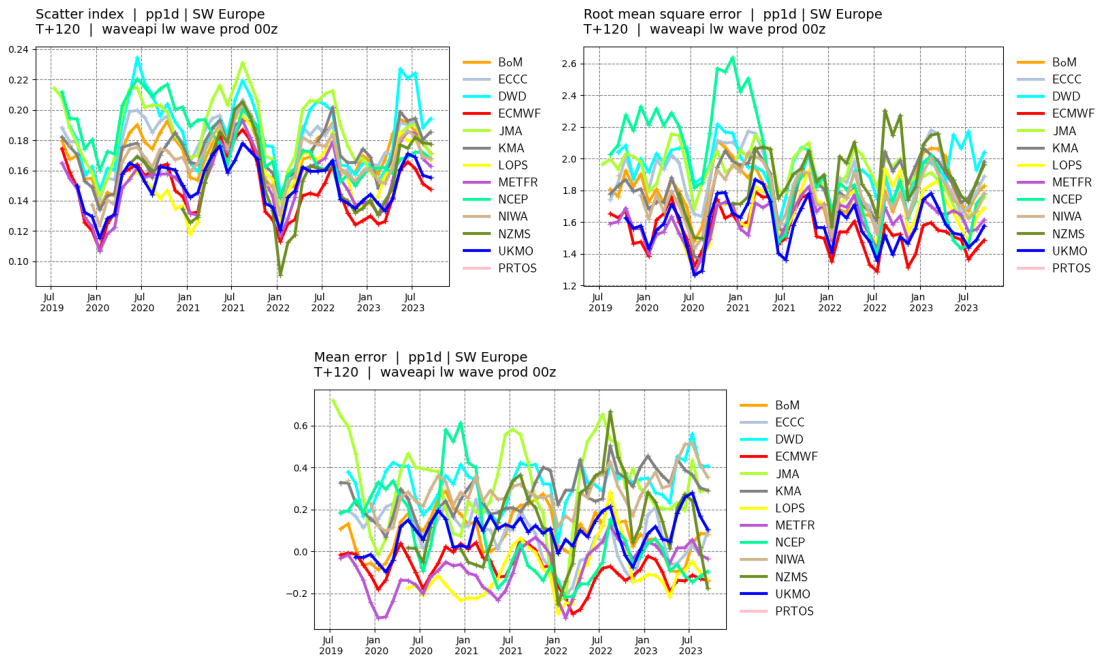 Scatter index | pp1d | SW Europe
T+120 | waveapi lw wave prod 00z
0.24
0.22
0.20
0.18
0.16
0.14
0.12
0.10
Jul 2019
Jan 2020
Jul 2020
Jan 2021
Jul 2021
Jan 2022
Jul 2022
Jan 2023
Jul 2023
BoM
ECCC
DWD
ECMWF
JMA
KMA
LOPS
METFR
NCEP
NIWA
NZMS
UKMO
PRTOS
Root mean square error | pp1d | SW Europe
T+120 | waveapi lw wave prod 00z
2.6
2.4
2.2
2.0
1.8
1.6
1.4
1.2
Jul 2019
Jan 2020
Jul 2020
Jan 2021
Jul 2021
Jan 2022
Jul 2022
Jan 2023
Jul 2023
BoM
ECCC
DWD
ECMWF
JMA
KMA
LOPS
METFR
NCEP
NIWA
NZMS
UKMO
PRTOS
Mean error | pp1d | SW Europe
T+120 | waveapi lw wave prod 00z
0.6
0.4
0.2
0.0
−0.2
Jul 2019
Jan 2020
Jul 2020
Jan 2021
Jul 2021
Jan 2022
Jul 2022
Jan 2023
Jul 2023
BoM
ECCC
DWD
ECMWF
JMA
KMA
LOPS
METFR
NCEP
NIWA
NZMS
UKMO
PRTOS